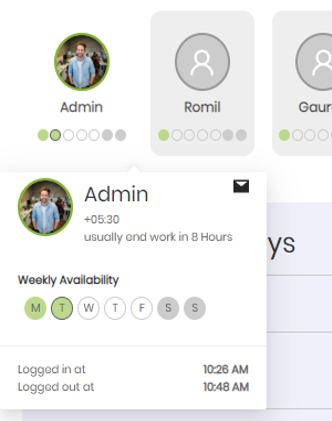 Admin
Romil
Gaur
Admin
+05:30
usually end work in 8 Hours
ys
Weekly Availability
M T W T F S S
Logged in at 10:26 AM
Logged out at 10:48 AM